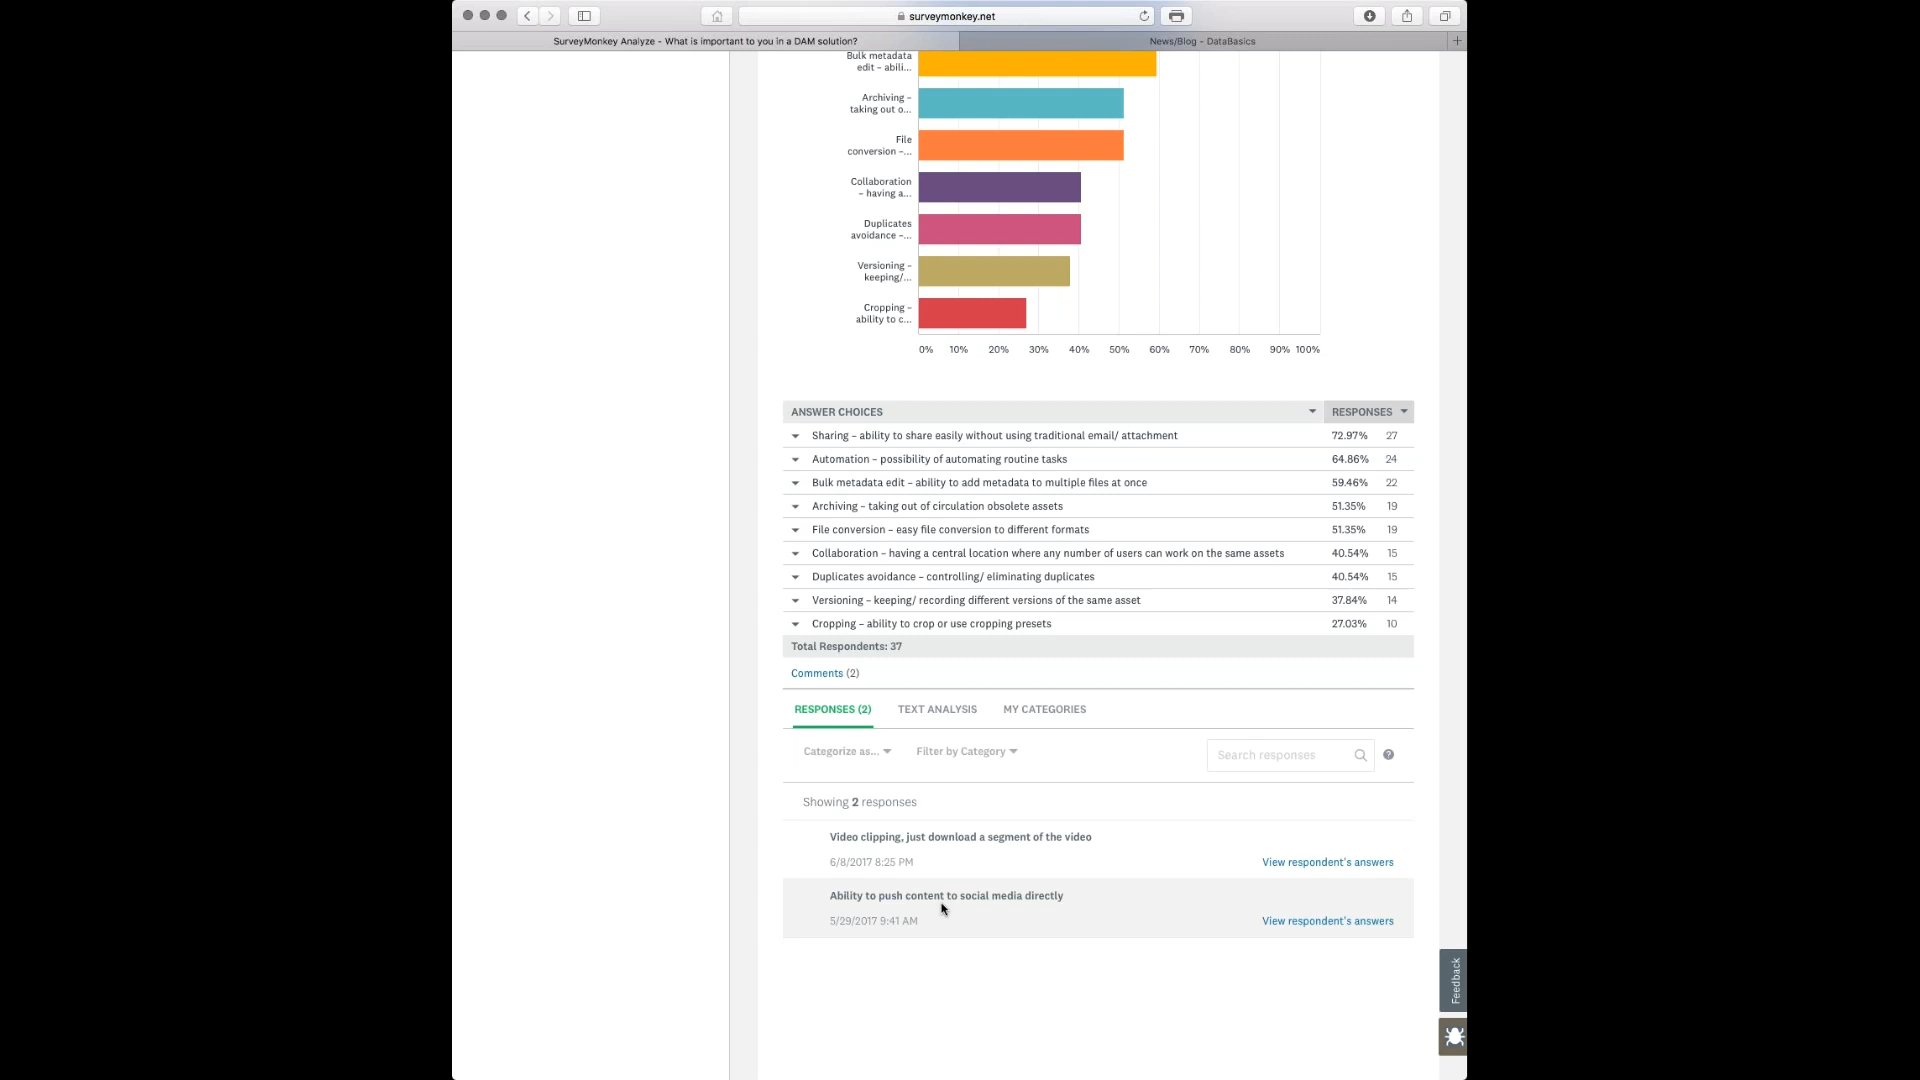 surveymonkey.net
SurveyMonkey Analyze - What is important to you in a DAM solution?
News/Blog - DataBasics
Bulk metadata
edit – abili...
Archiving –
taking out o...
File
conversion –...
Collaboration
– having a...
Duplicates
avoidance –...
Versioning –
keeping/...
Cropping –
ability to c...
0% 10% 20% 30% 40% 50% 60% 70% 80% 90% 100%
ANSWER CHOICES RESPONSES
Sharing – ability to share easily without using traditional email/ attachment 72.97% 27
Automation – possibility of automating routine tasks 64.86% 24
Bulk metadata edit – ability to add metadata to multiple files at once 59.46% 22
Archiving – taking out of circulation obsolete assets 51.35% 19
File conversion – easy file conversion to different formats 51.35% 19
Collaboration – having a central location where any number of users can work on the same assets 40.54% 15
Duplicates avoidance – controlling/ eliminating duplicates 40.54% 15
Versioning – keeping/ recording different versions of the same asset 37.84% 14
Cropping – ability to crop or use cropping presets 27.03% 10
Total Respondents: 37
Comments (2)
RESPONSES (2) TEXT ANALYSIS MY CATEGORIES
Categorize as... Filter by Category Search responses ?
Showing 2 responses
Video clipping, just download a segment of the video
6/8/2017 8:25 PM View respondent's answers
Ability to push content to social media directly
5/29/2017 9:41 AM View respondent's answers
Feedback